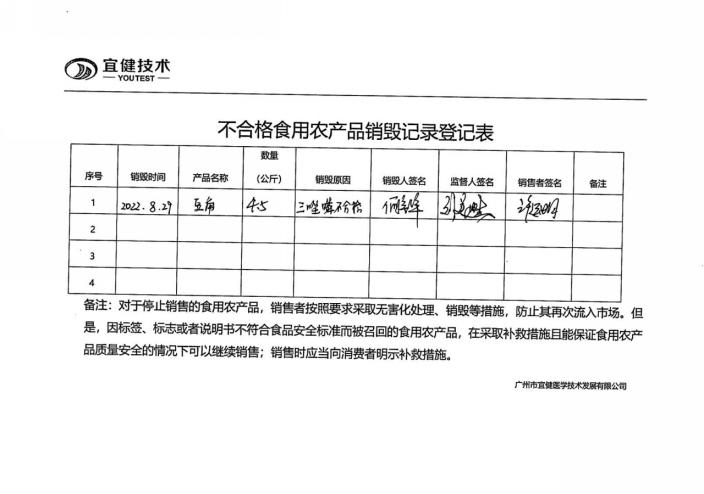 宜健技术
YOUTEST
不合格食用农产品销毁记录登记表
序号 销毁时间 产品名称 数量(公斤) 销毁原因 销毁人签名 监督人签名 销售者签名 备注
1 2022.8.29 豆角 4.5 三唑磷不合格
2
3
4
备注：对于停止销售的食用农产品，销售者按照要求采取无害化处理、销毁等措施，防止其再次流入市场。但
是，因标签、标志或者说明书不符合食品安全标准而被召回的食用农产品，在采取补救措施且能保证食用农产
品质量安全的情况下可以继续销售；销售时应当向消费者明示补救措施。
广州市宜健医学技术发展有限公司